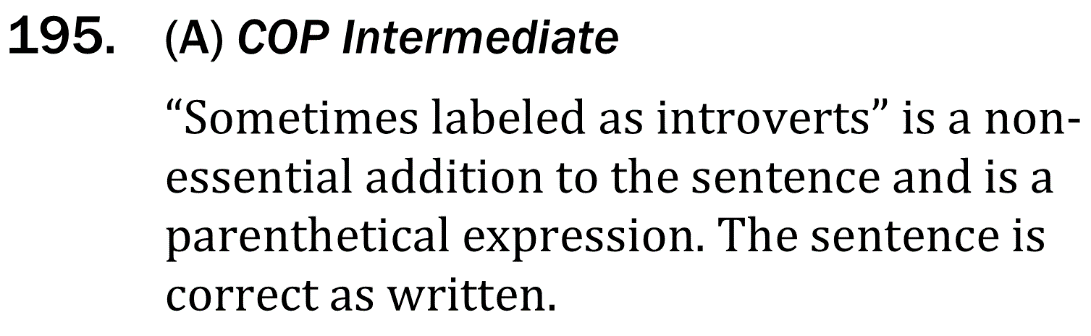 195. (A) COP Intermediate
“Sometimes labeled as introverts” is a non-
essential addition to the sentence and is a
parenthetical expression. The sentence is
correct as written.